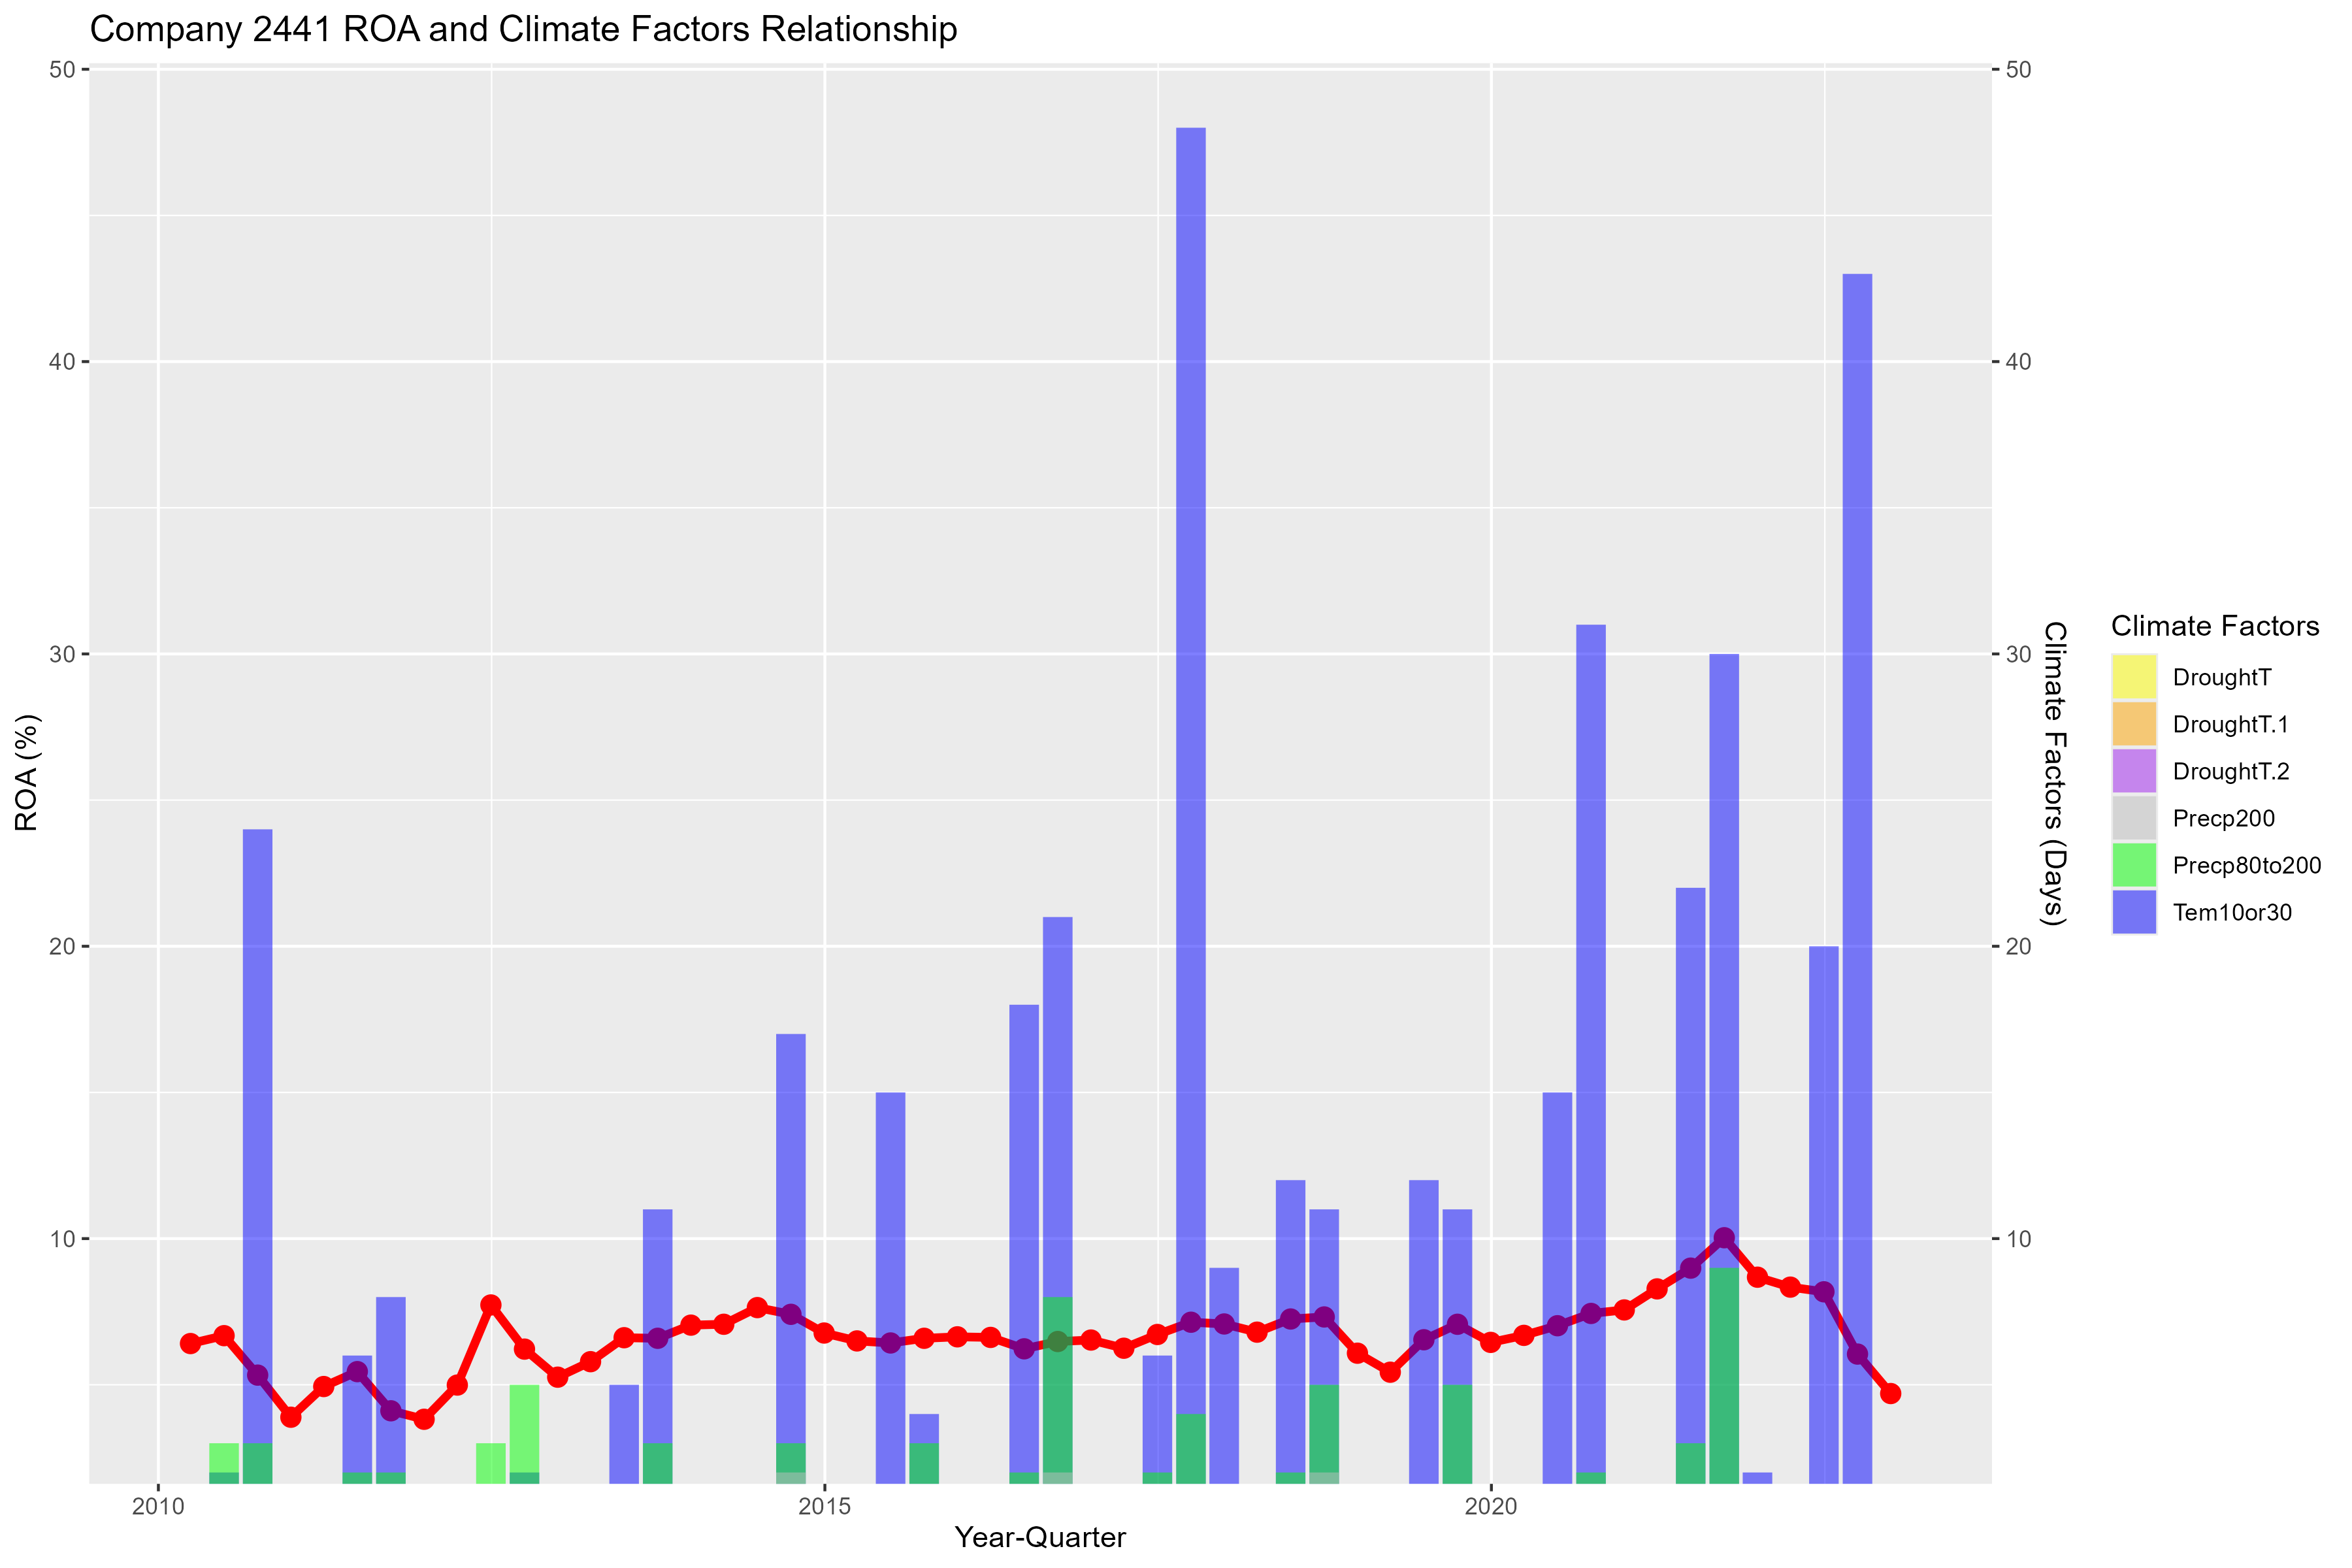 Company 2441 ROA and Climate Factors Relationship
50
40
30
20
10
ROA (%)
50
40
30
20
10
Climate Factors (Days)
2010
2015
2020
Year-Quarter
Climate Factors
DroughtT
DroughtT.1
DroughtT.2
Precp200
Precp80to200
Tem10or30